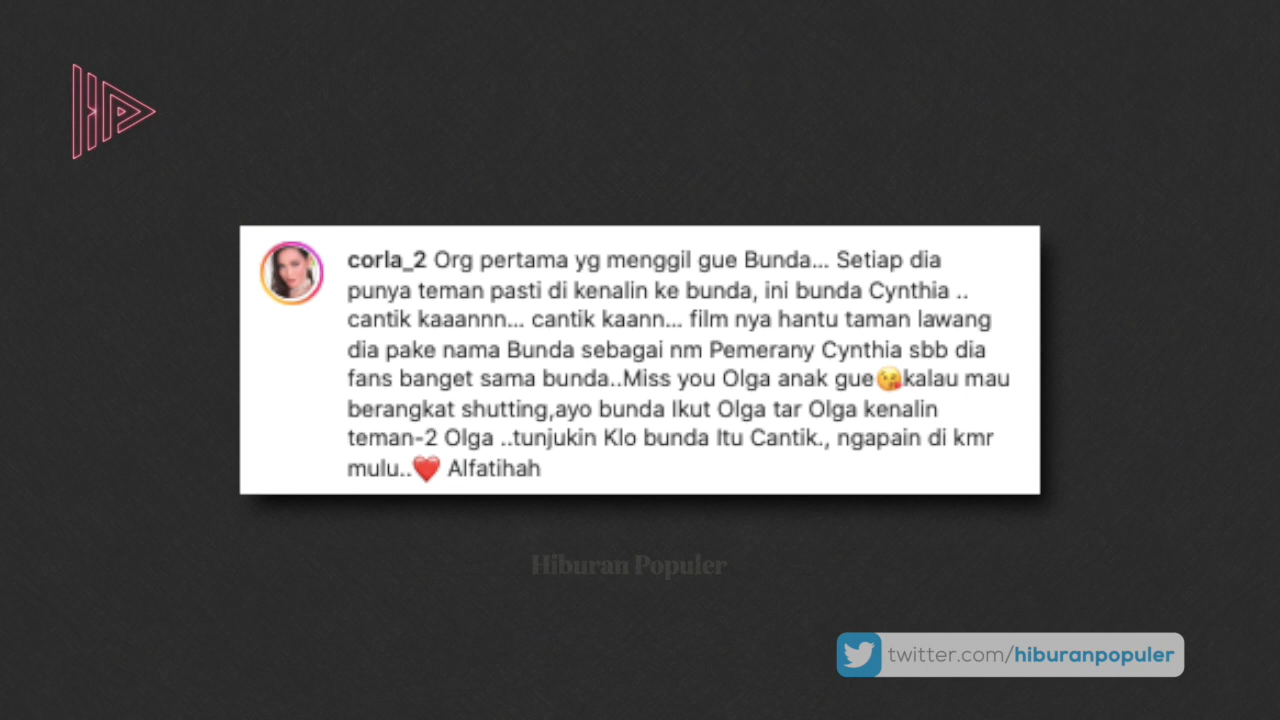 corla_2 Org pertama yg menggil gue Bunda... Setiap dia
punya teman pasti di kenalin ke bunda, ini bunda Cynthia ..
cantik kaaannnn... cantik kaann... film nya hantu taman lawang
dia pake nama Bunda sebagai nm Pemerany Cynthia sbb dia
fans banget sama bunda..Miss you Olga anak gue😘kalau mau
berangkat shutting,ayo bunda Ikut Olga tar Olga kenalin
teman-2 Olga ..tunjukin Klo bunda Itu Cantik., ngapain di kmr
mulu..❤️ Alfatihah
Hiburan Populer
twitter.com/hiburanpopuler